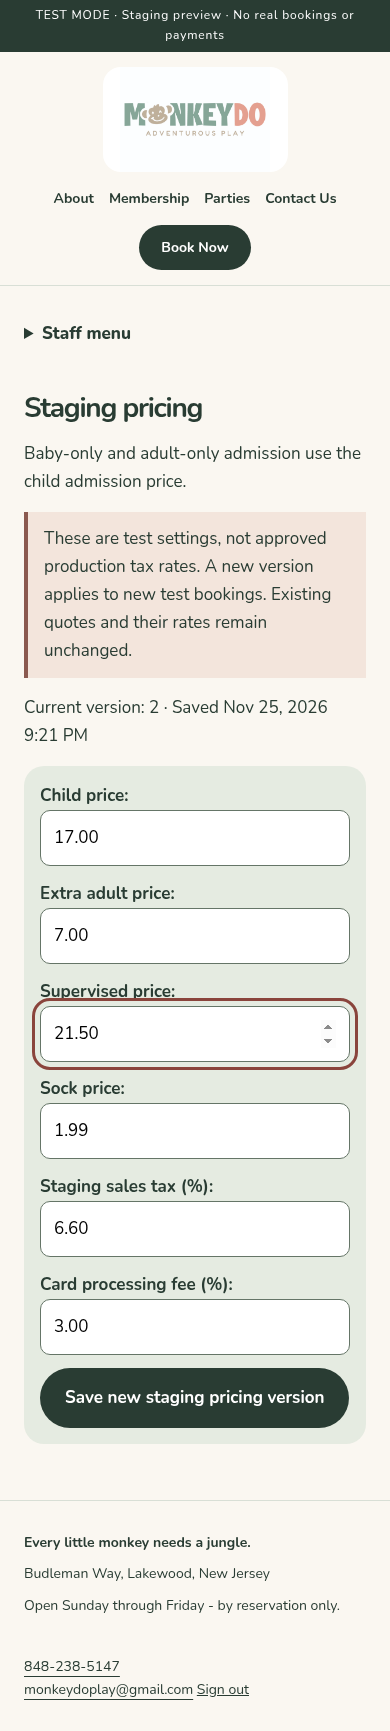 TEST MODE · Staging preview · No real bookings or
payments
MONKEYDO
ADVENTUROUS PLAY
About Membership Parties Contact Us
Book Now
Staff menu
Staging pricing
Baby-only and adult-only admission use the
child admission price.
These are test settings, not approved
production tax rates. A new version
applies to new test bookings. Existing
quotes and their rates remain
unchanged.
Current version: 2 · Saved Nov 25, 2026
9:21 PM
Child price:
17.00
Extra adult price:
7.00
Supervised price:
21.50
Sock price:
1.99
Staging sales tax (%):
6.60
Card processing fee (%):
3.00
Save new staging pricing version
Every little monkey needs a jungle.
Budleman Way, Lakewood, New Jersey
Open Sunday through Friday - by reservation only.
848-238-5147
monkeydoplay@gmail.com Sign out